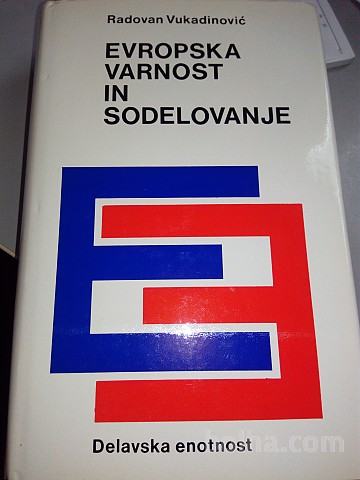 Radovan Vukadinović
EVROPSKA
VARNOST
IN
SODELOVANJE
Delavska enotnost